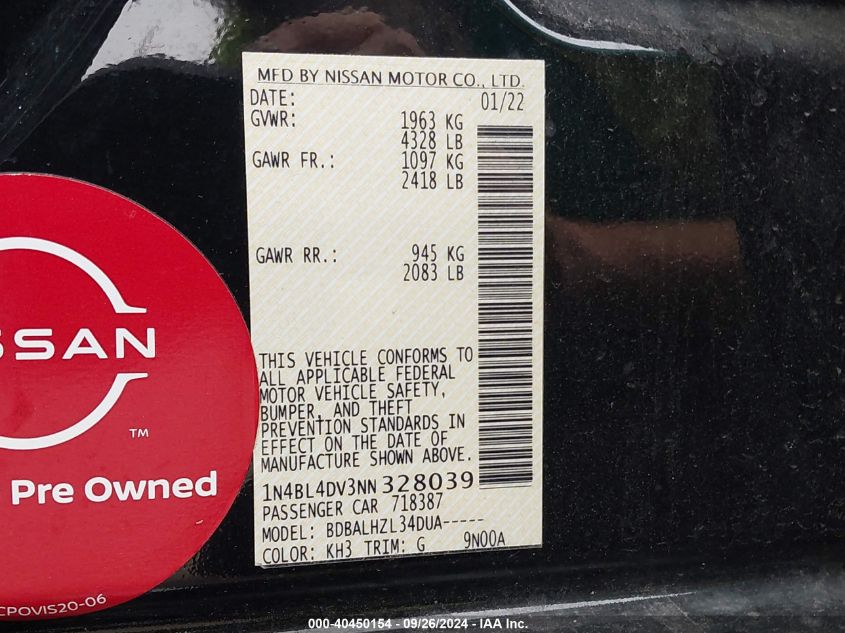 MFD BY NISSAN MOTOR CO., LTD.
DATE: 01/22
GVWR: 1963 KG
4328 LB
GAWR FR.: 1097 KG
2418 LB
GAWR RR.: 945 KG
2083 LB
THIS VEHICLE CONFORMS TO
ALL APPLICABLE FEDERAL
MOTOR VEHICLE SAFETY,
BUMPER, AND THEFT
PREVENTION STANDARDS IN
EFFECT ON THE DATE OF
MANUFACTURE SHOWN ABOVE.
1N4BL4DV3NN328039
PASSENGER CAR 718387
MODEL: BDBALHZL34DUA-----
COLOR: KH3 TRIM: G 9N00A
SSAN
TM
Pre Owned
CPOVIS20-06
000-40450154 - 09/26/2024 - IAA Inc.